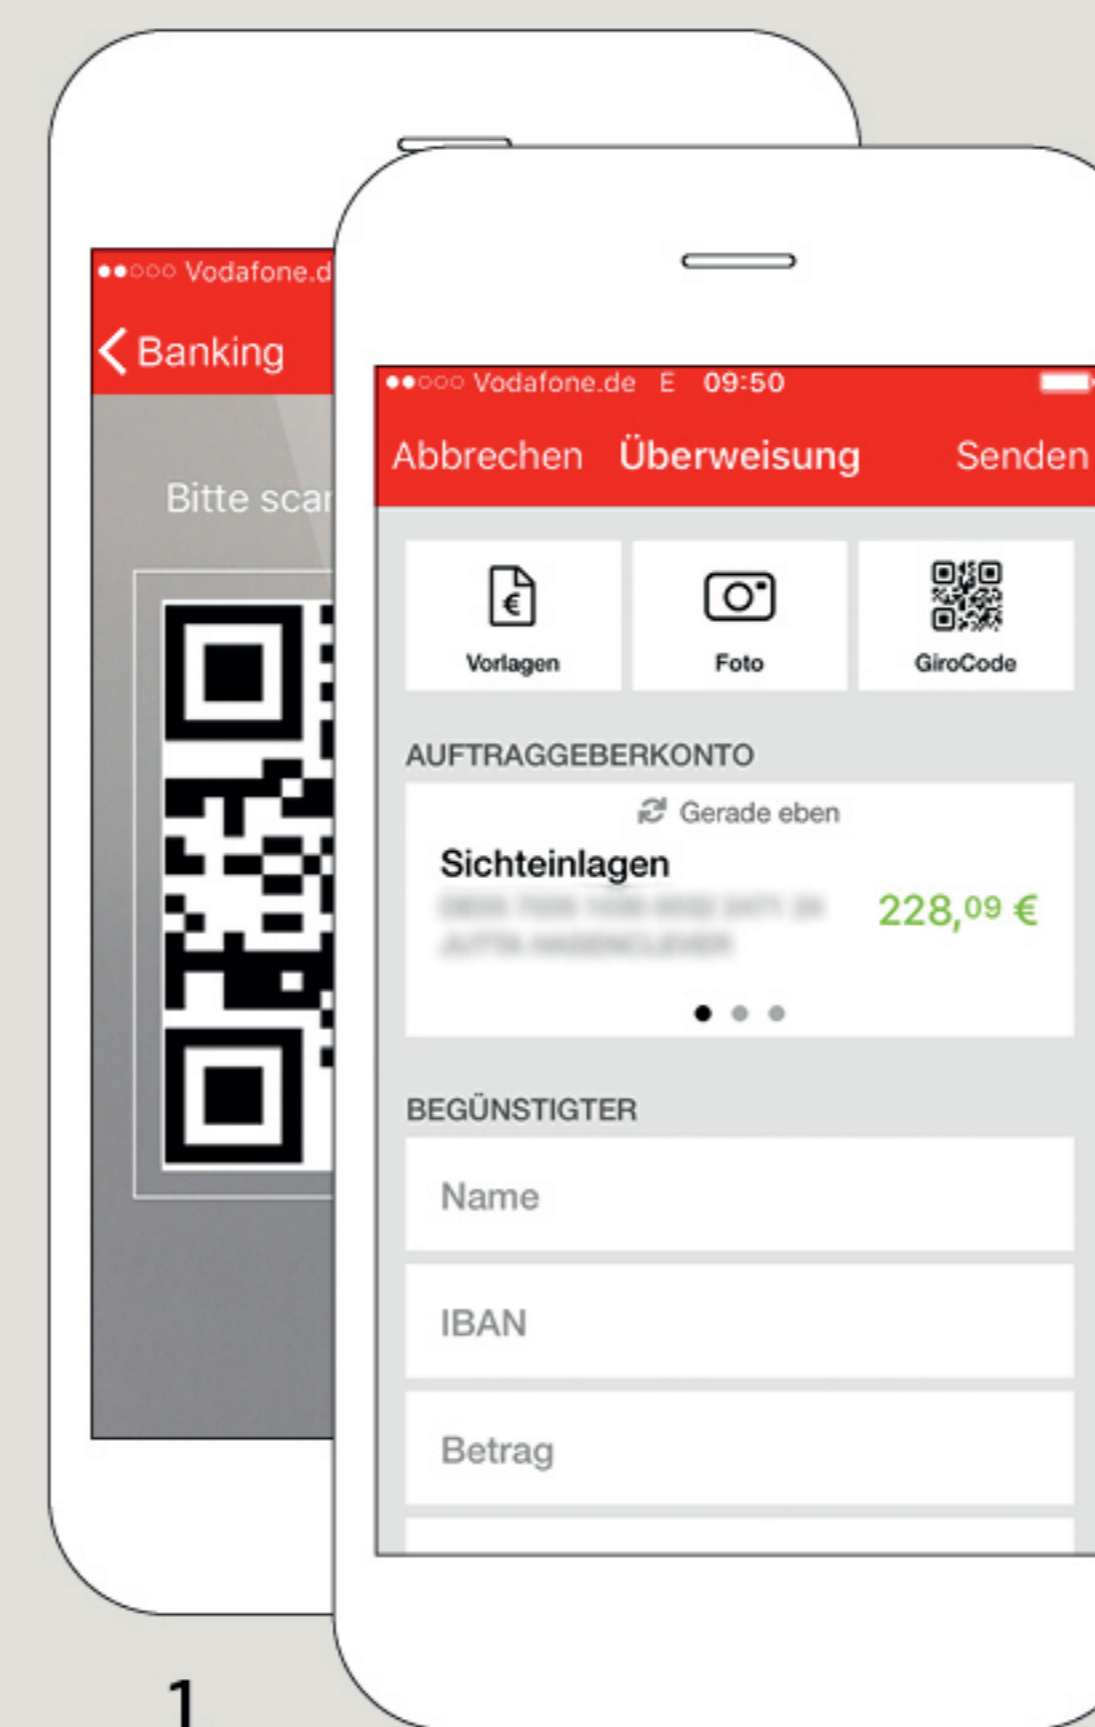 Vodafone.d
Banking
Bitte scan
Vodafone.de E 09:50
Abbrechen Überweisung Senden
Vorlagen Foto GiroCode
AUFTRAGGEBERKONTO
Gerade eben
Sichteinlagen
228,09 €
BEGÜNSTIGTER
Name
IBAN
Betrag
1